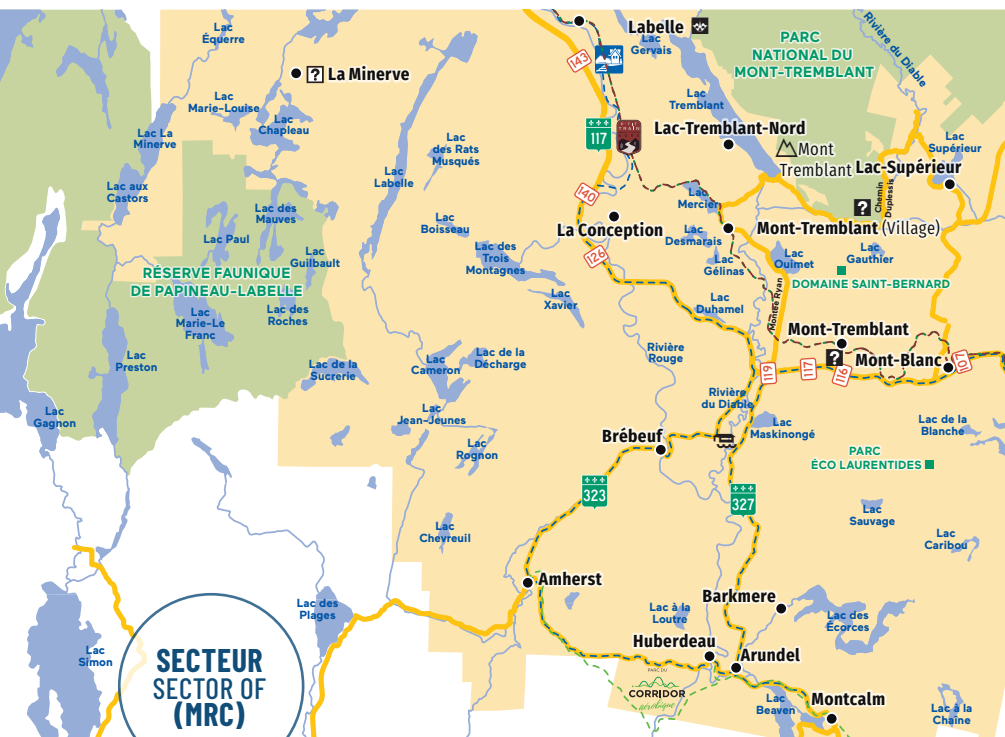 Lac
Équerre
Labelle
Lac
Gervais
PARC
NATIONAL DU
MONT-TREMBLANT
Rivière du Diable
143
? La Minerve
Lac
Marie-Louise
Lac
Chapleau
Lac
Tremblant
Lac La
Minerve
Lac
des Rats
Musqués
117
P'TIT
TRAIN
Lac-Tremblant-Nord
Mont
Tremblant
Lac
Supérieur
Lac-Supérieur
Lac
Labelle
Lac aux
Castors
140
Lac
Mercier
Chemin
Duplessis
?
Lac des
Mauves
Lac
Boisseau
La Conception
Lac
Desmarais
Mont-Tremblant (Village)
Lac Paul
Lac
Guilbault
Lac des
Trois
Montagnes
126
Lac
Gélinas
Lac
Ouimet
Lac
Gauthier
RÉSERVE FAUNIQUE
DE PAPINEAU-LABELLE
DOMAINE SAINT-BERNARD
Lac
Xavier
Lac
Duhamel
Montée Ryan
Lac
Marie-Le
Franc
Lac des
Roches
Mont-Tremblant
?
Mont-Blanc
Lac
Preston
Lac de la
Sucrerie
Lac
Cameron
Lac de la
Décharge
Rivière
Rouge
119
117
116
107
Lac
Gagnon
Lac
Jean-Jeunes
Rivière
du Diable
Lac
Maskinongé
Lac de la
Blanche
Lac
Rognon
Brébeuf
PARC
ÉCO LAURENTIDES
323
327
Lac
Sauvage
Lac
Chevreuil
Lac
Caribou
Amherst
Barkmere
Lac des
Plages
Lac à la
Loutre
Lac des
Écorces
Lac
Simon
Huberdeau
Arundel
SECTEUR
SECTOR OF
(MRC)
PARC DU
CORRIDOR
aérobique
Lac
Beaven
Montcalm
Lac à la
Chaîne